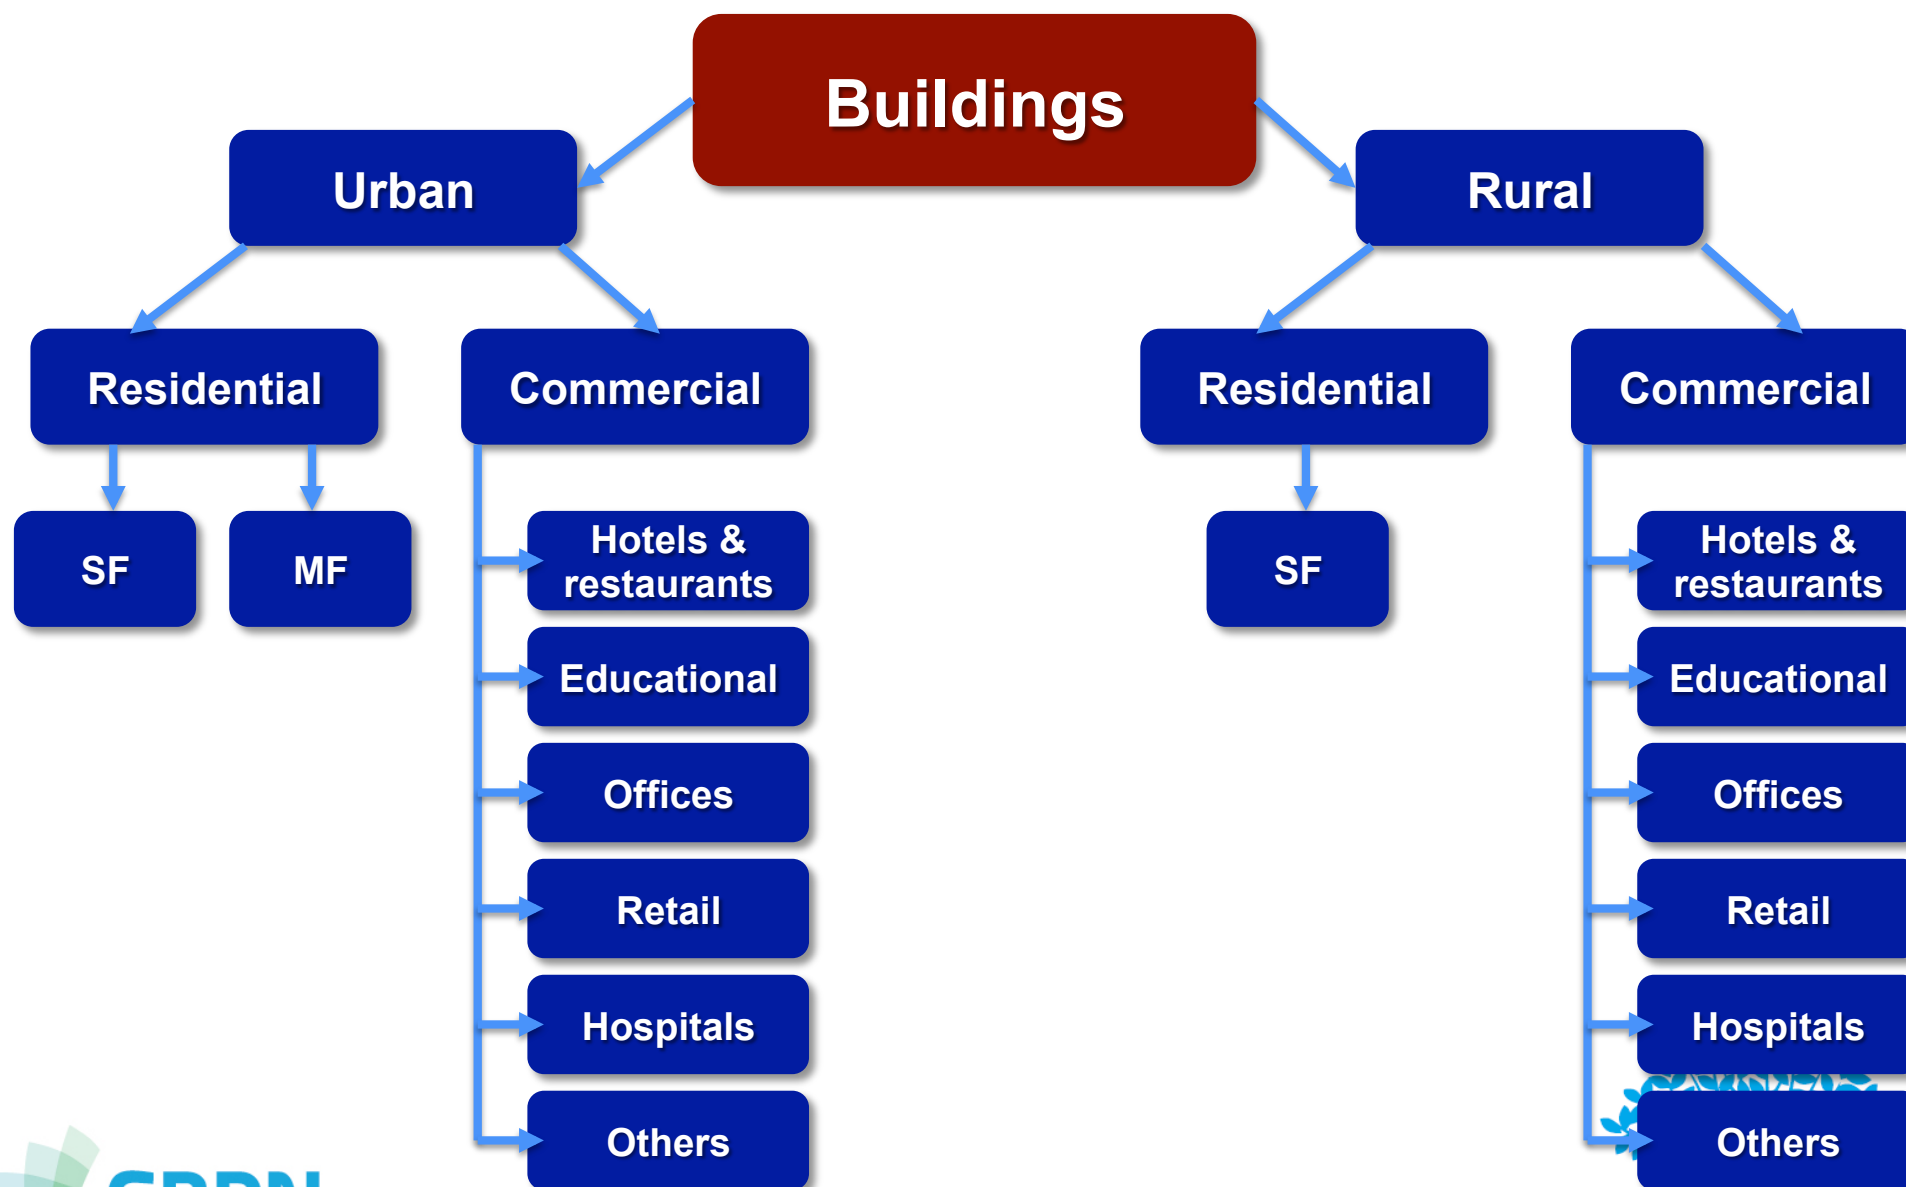 Buildings
Urban
Rural
Residential
Commercial
Residential
Commercial
SF
MF
Hotels &
restaurants
SF
Hotels &
restaurants
Educational
Educational
Offices
Offices
Retail
Retail
Hospitals
Hospitals
Others
Others